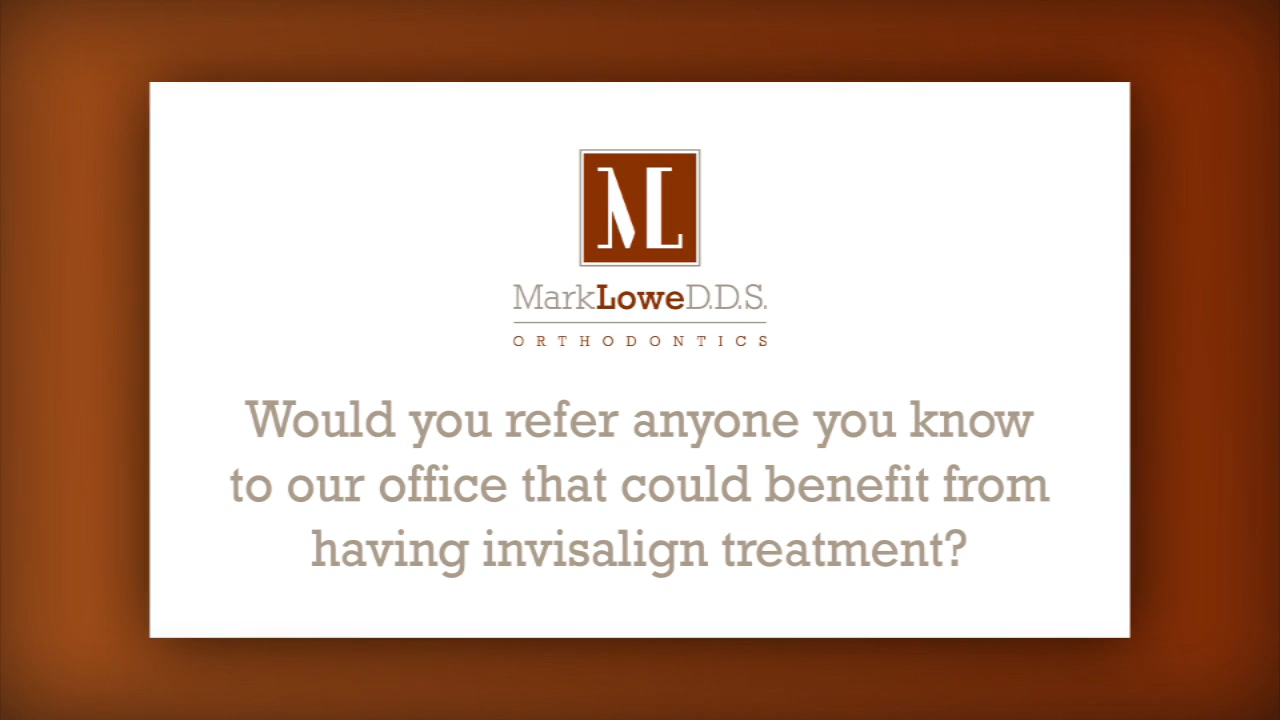 ML
MarkLoweD.D.S.
ORTHODONTICS
Would you refer anyone you know
to our office that could benefit from
having invisalign treatment?